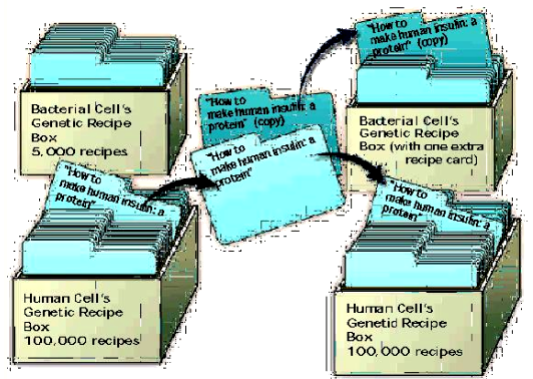 Bacterial Cell's
Genetic Recipe
Box
5,000 recipes
"How to
make human insulin: a
protein"
Human Cell's
Genetic Recipe
Box
100,000 recipes
"How to
make human insulin: a
protein" (copy)
"How to
make human insulin: a
protein"
"How to
make human insulin: a
protein" (copy)
Bacterial Cell's
Genetic Recipe
Box (with one extra
recipe card)
"How to
make human insulin: a
protein"
Human Cell's
Genetid Recipe
Box
100,000 recipes